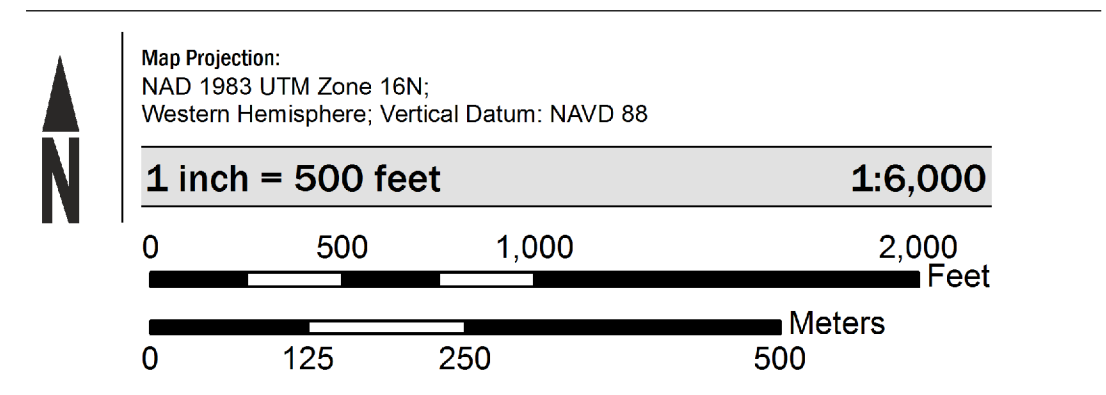 Map Projection:
NAD 1983 UTM Zone 16N;
Western Hemisphere; Vertical Datum: NAVD 88
N
1 inch = 500 feet 1:6,000
0 500 1,000 2,000
Feet
Meters
0 125 250 500